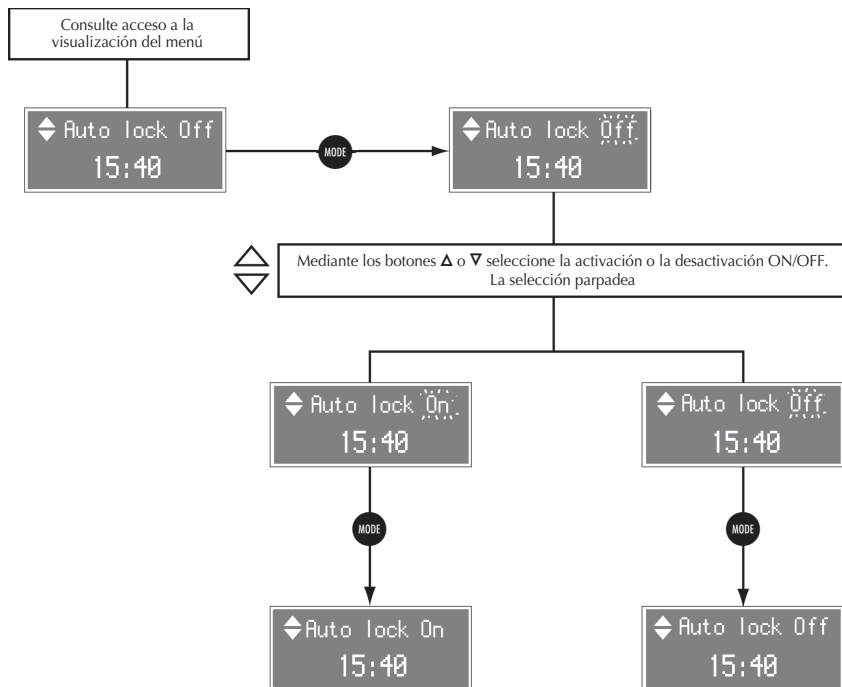 Consulte acceso a la
visualización del menú
Auto lock Off
15:40
MODE
Auto lock Off
15:40
Mediante los botones Δ o ∇ seleccione la activación o la desactivación ON/OFF.
La selección parpadea
Auto lock On
15:40
Auto lock Off
15:40
MODE
MODE
Auto lock On
15:40
Auto lock Off
15:40